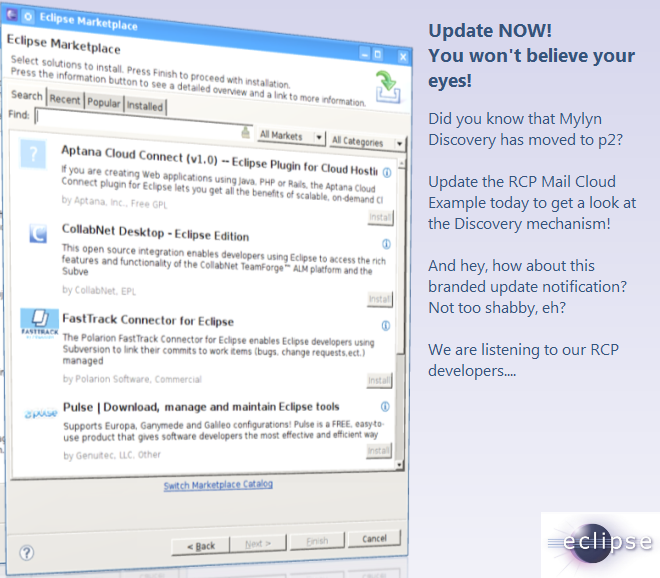 Eclipse Marketplace
Eclipse Marketplace
Select solutions to install. Press Finish to proceed with installation.
Press the information button to see a detailed overview and a link to more information.
Search Recent Popular Installed
Find: All Markets All Categories
Aptana Cloud Connect (v1.0) -- Eclipse Plugin for Cloud Hostin
If you are creating Web applications using Java, PHP or Rails, the Aptana Cloud
Connect plugin for Eclipse lets you get all the benefits of scalable, on-demand Cl
by Aptana, Inc., Free GPL
Install
CollabNet Desktop - Eclipse Edition
This open source integration enables developers using Eclipse to access the rich
features and functionality of the CollabNet TeamForge™ ALM platform and the
Subve
by CollabNet, EPL
Install
FASTTRACK
FastTrack Connector for Eclipse
The Polarion FastTrack Connector for Eclipse enables Eclipse developers using
Subversion to link their commits to work items (bugs, change requests,ect.)
managed
by Polarion Software, Commercial
Install
pulse
Pulse | Download, manage and maintain Eclipse tools
Supports Europa, Ganymede and Galileo configurations! Pulse is a FREE, easy-to-
use product that gives software developers the most effective and efficient way
by Genuitec, LLC, Other
Install
Switch Marketplace Catalog
?
< Back Next > Finish Cancel
Update NOW!
You won't believe your
eyes!
Did you know that Mylyn
Discovery has moved to p2?
Update the RCP Mail Cloud
Example today to get a look at
the Discovery mechanism!
And hey, how about this
branded update notification?
Not too shabby, eh?
We are listening to our RCP
developers....
eclipse